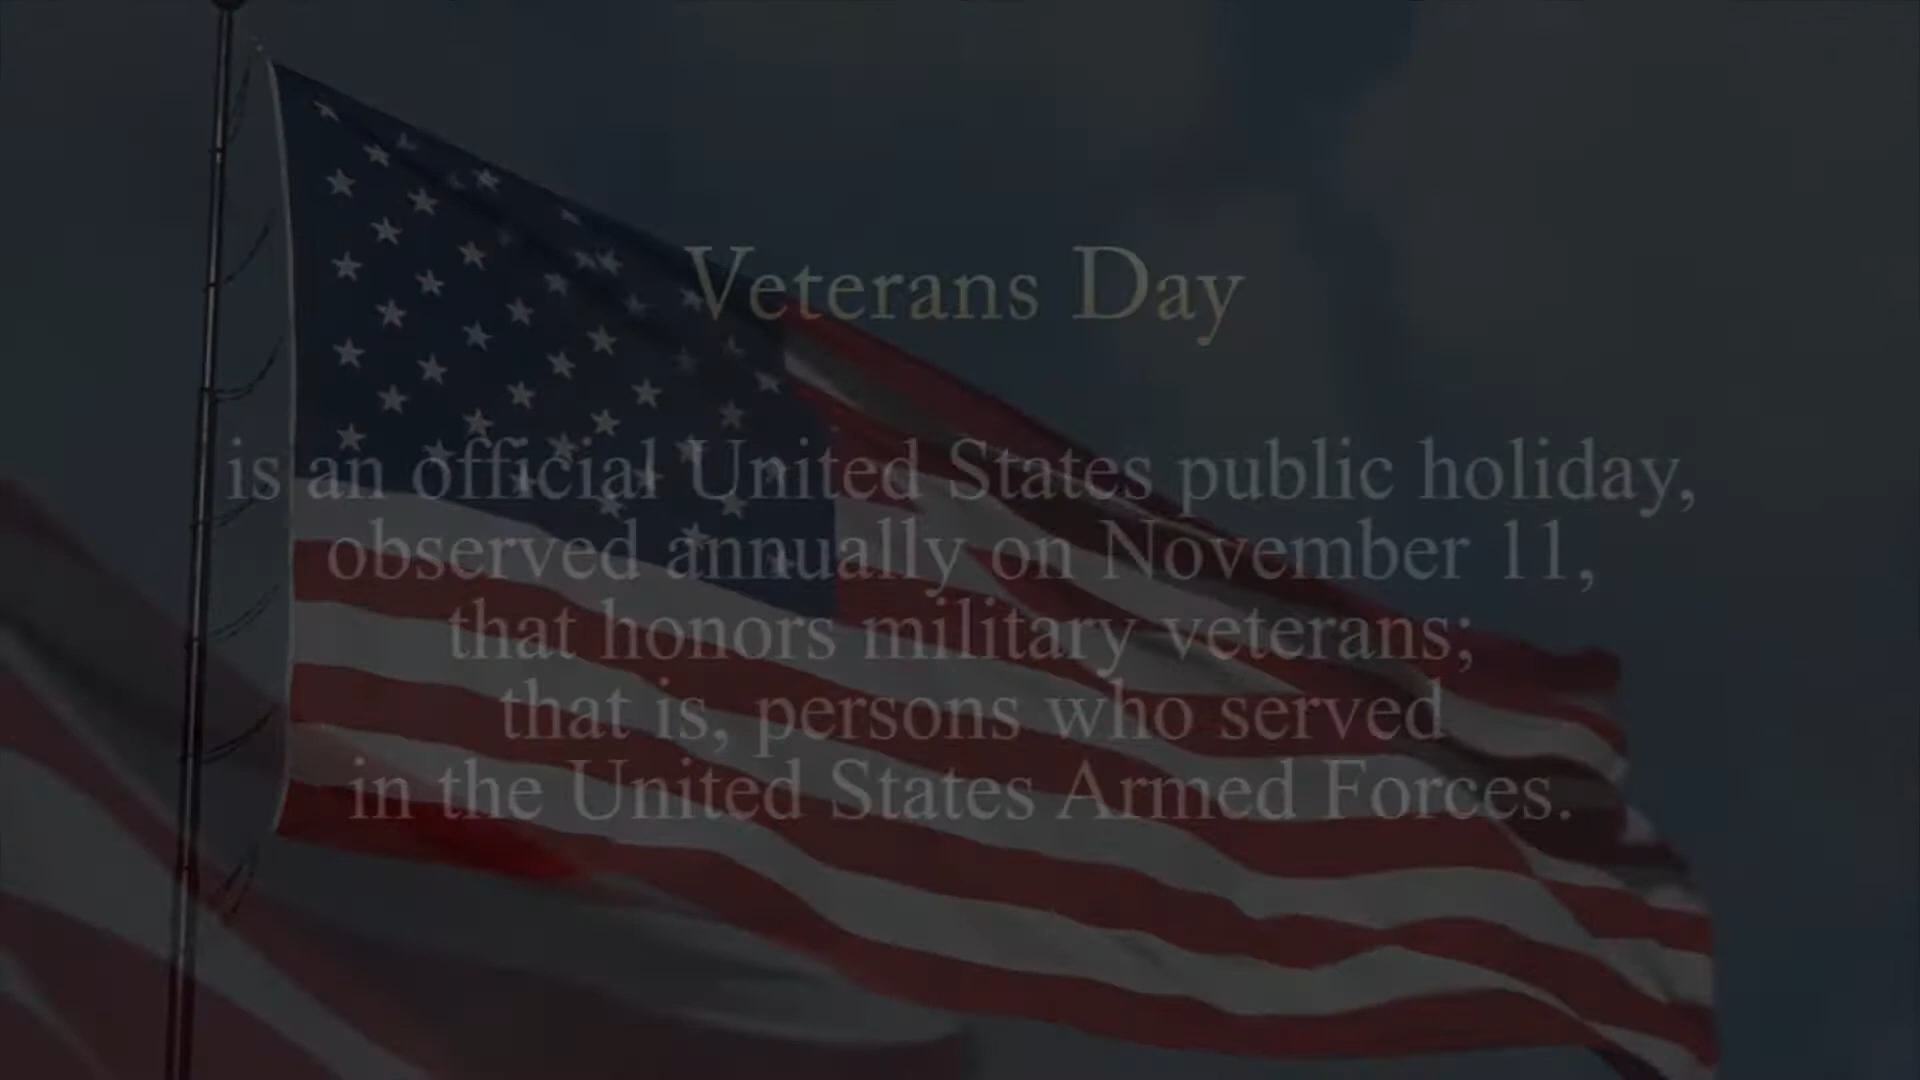 Veterans Day
is an official United States public holiday,
observed annually on November 11,
that honors military veterans;
that is, persons who served
in the United States Armed Forces.